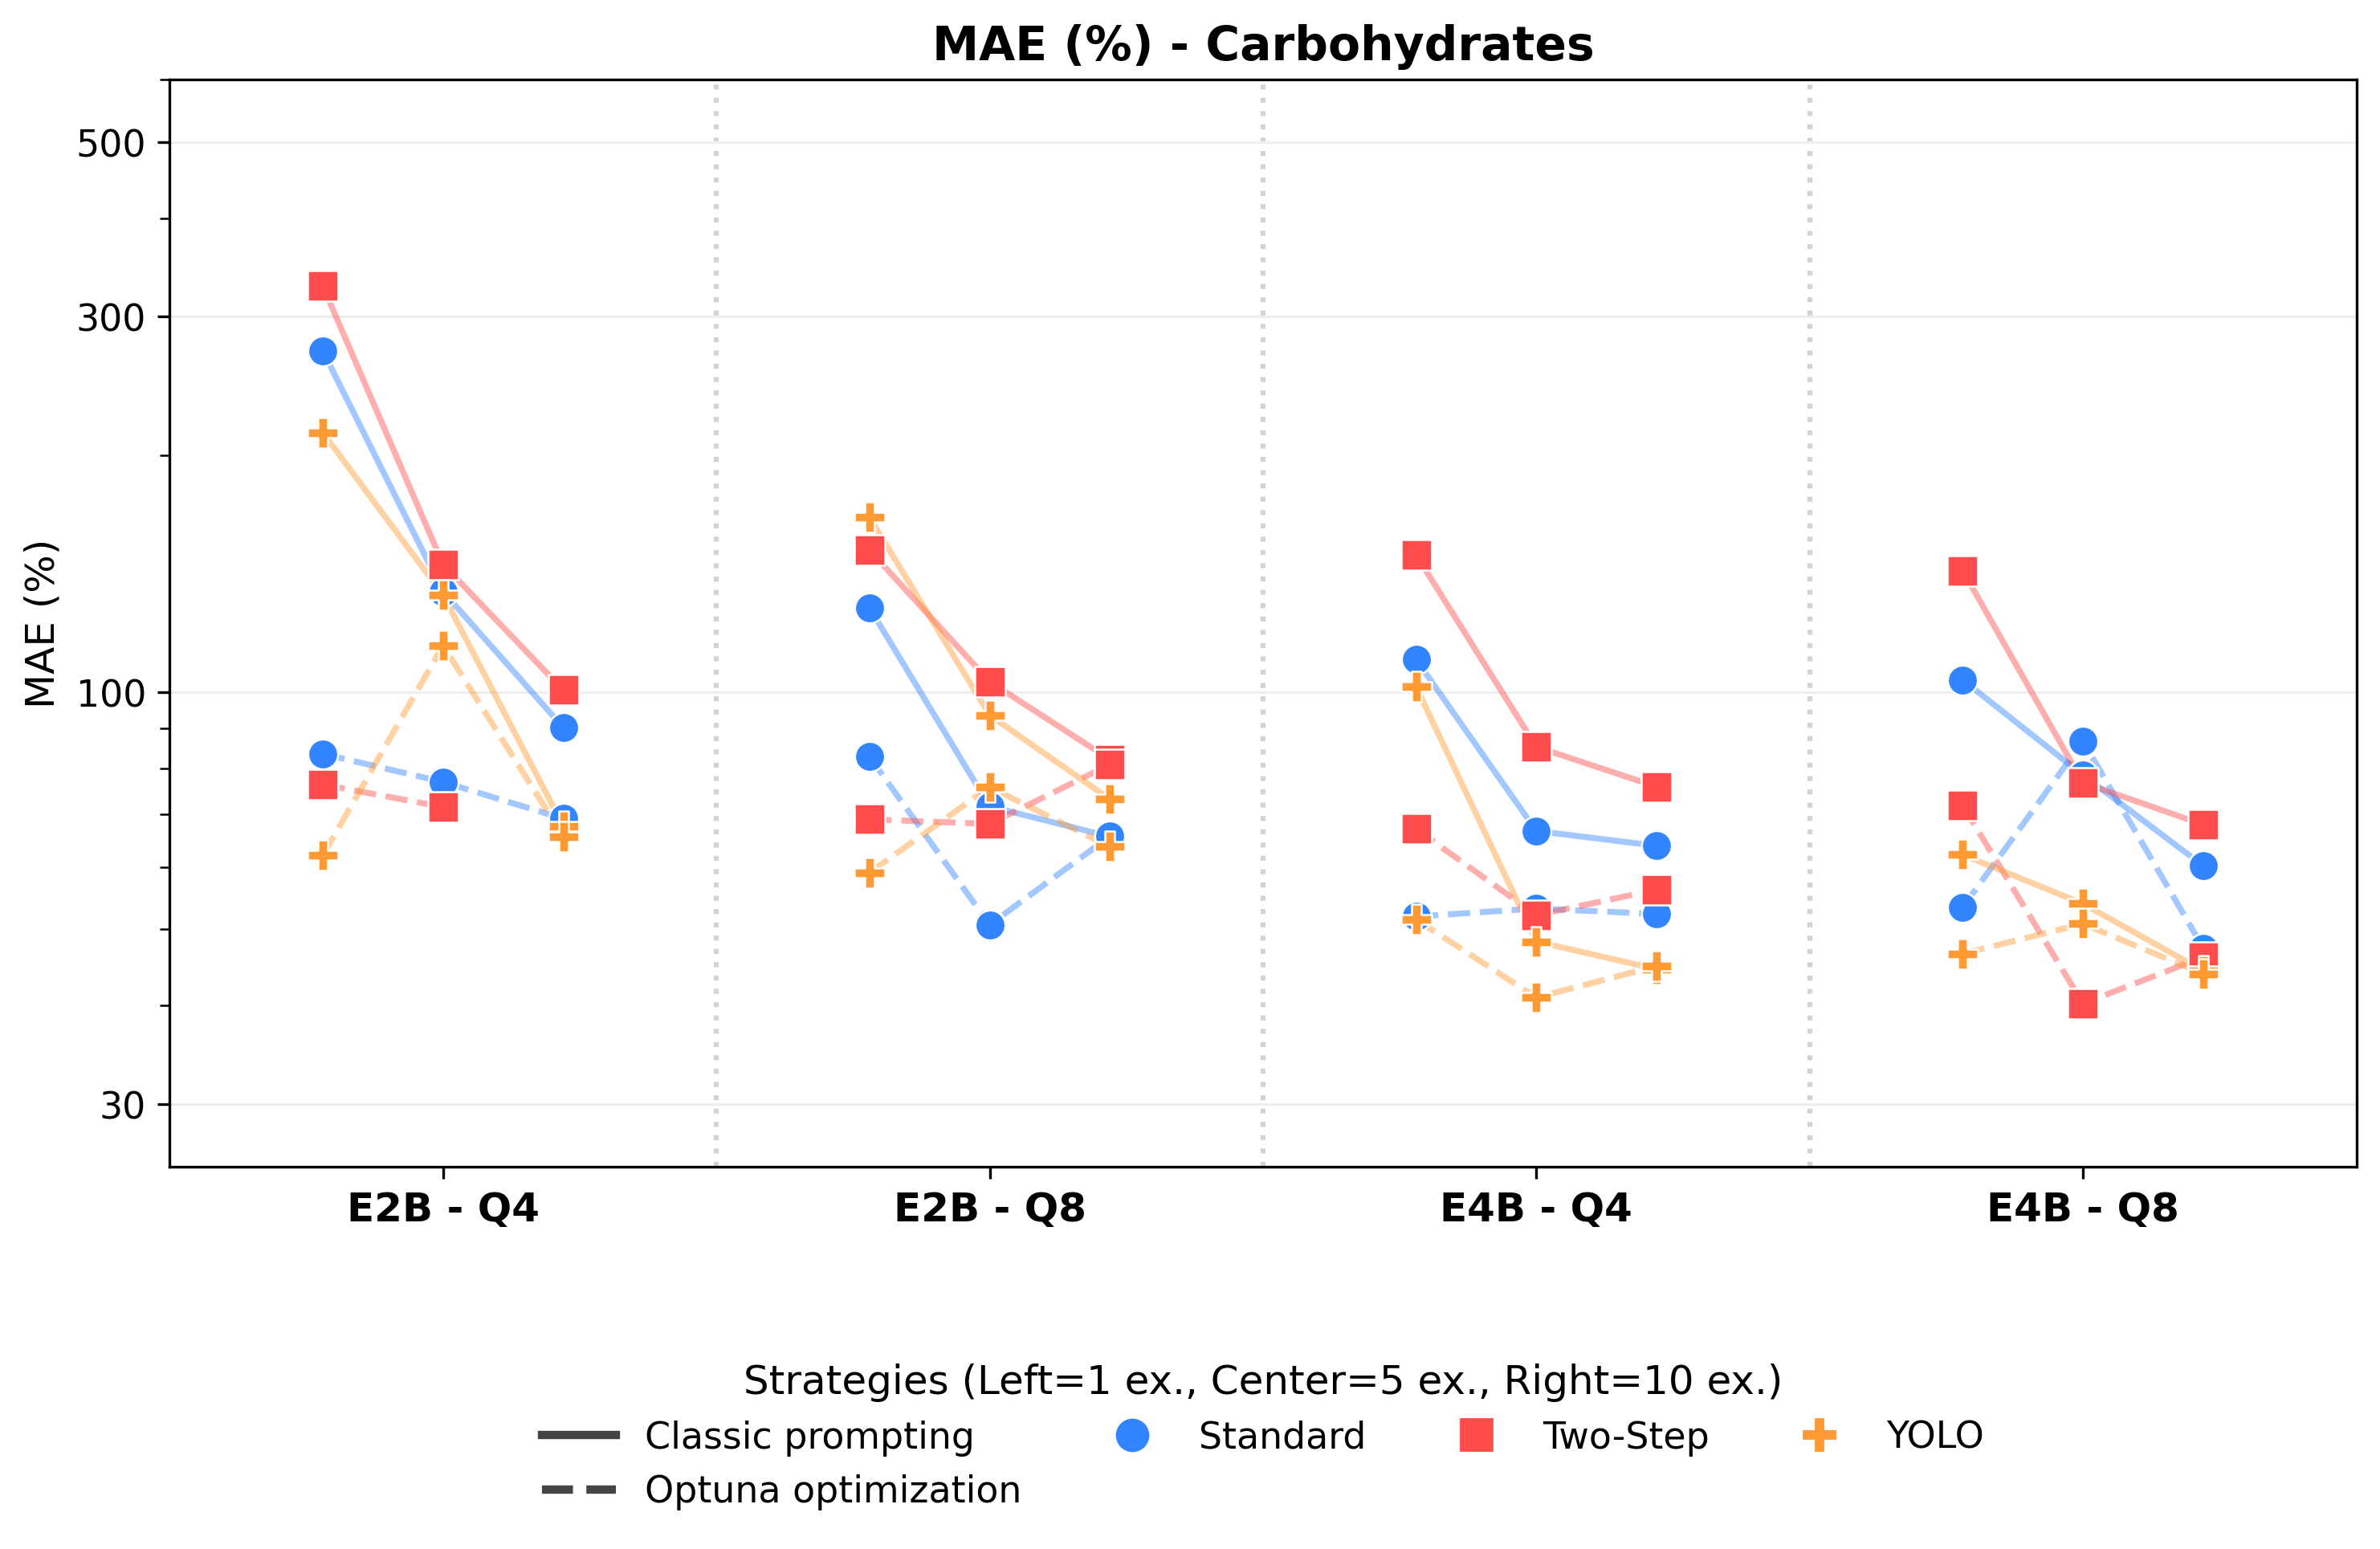 MAE (%) - Carbohydrates
MAE (%)
500
300
100
30
E2B - Q4
E2B - Q8
E4B - Q4
E4B - Q8
Strategies (Left=1 ex., Center=5 ex., Right=10 ex.)
Classic prompting
Standard
Two-Step
YOLO
Optuna optimization